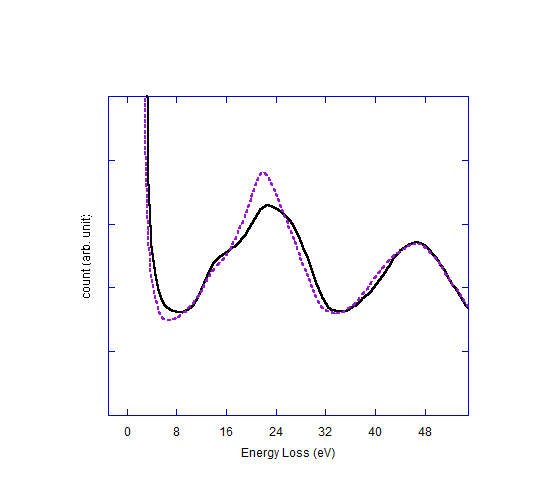 count (arb. unit)
0 8 16 24 32 40 48
Energy Loss (eV)